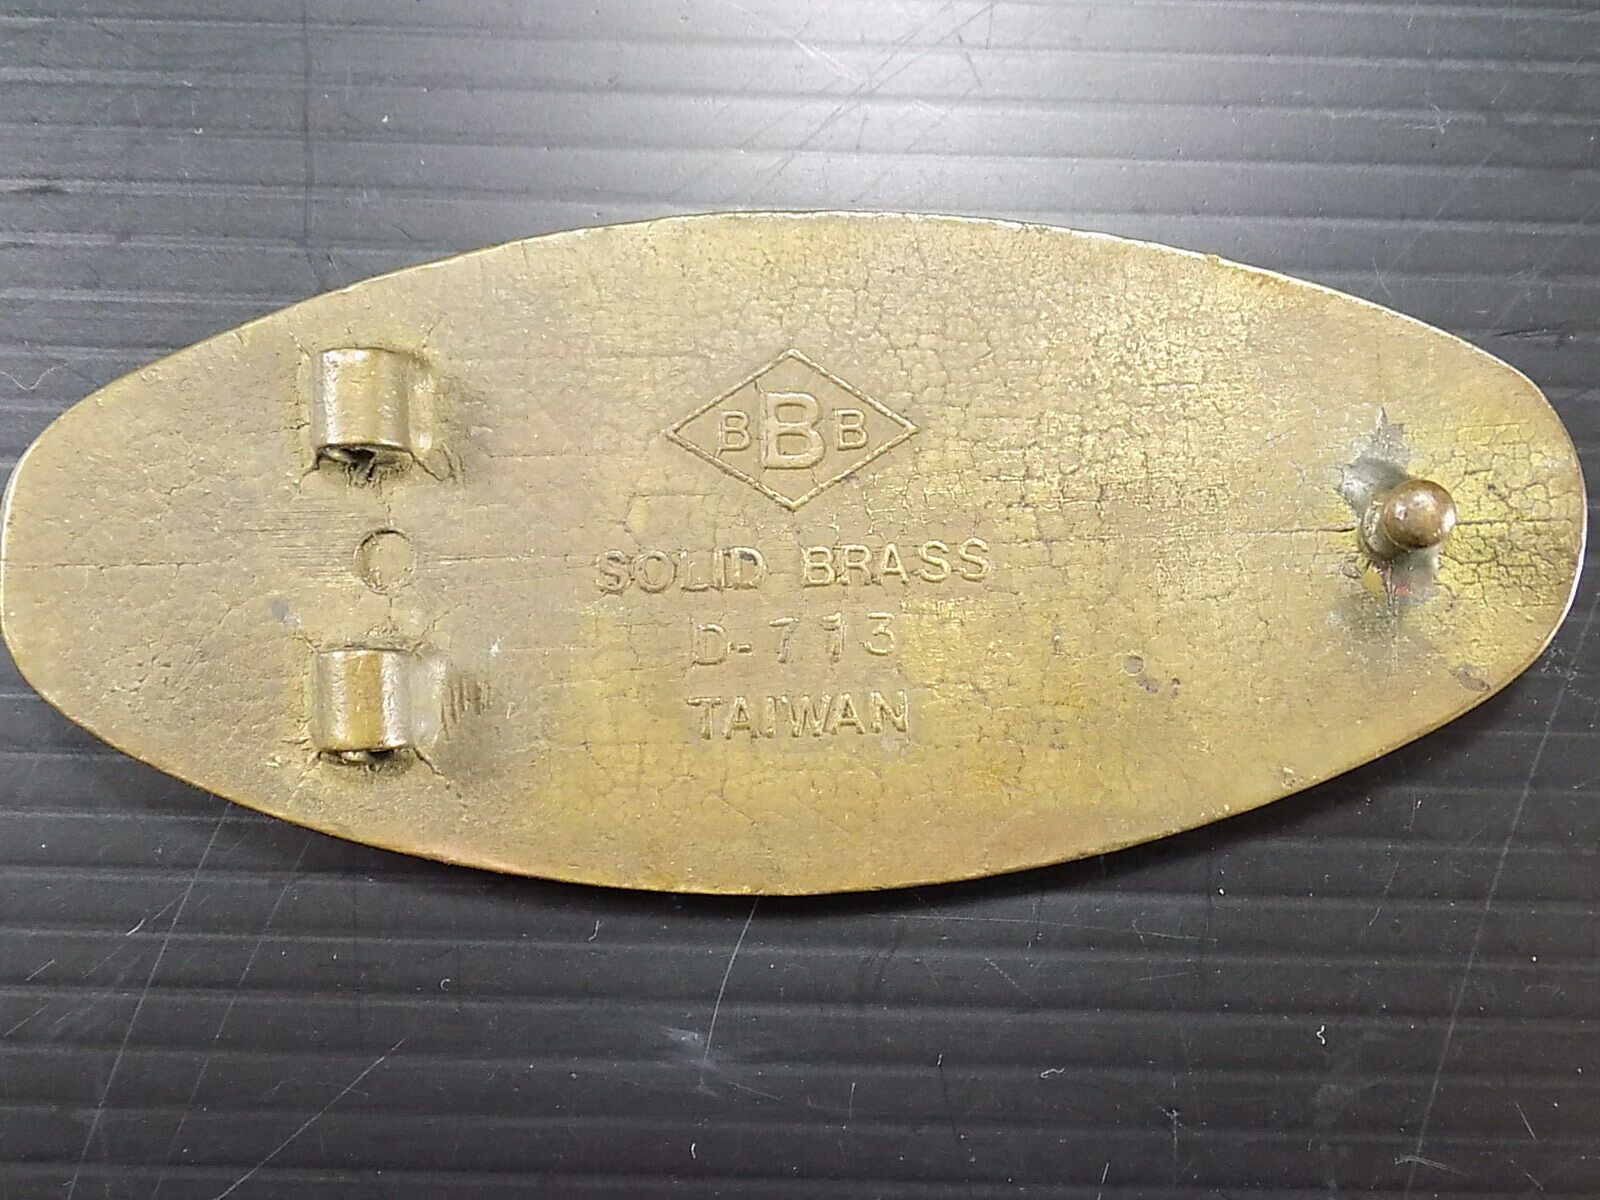 BBB
SOLID BRASS
D-713
TAIWAN